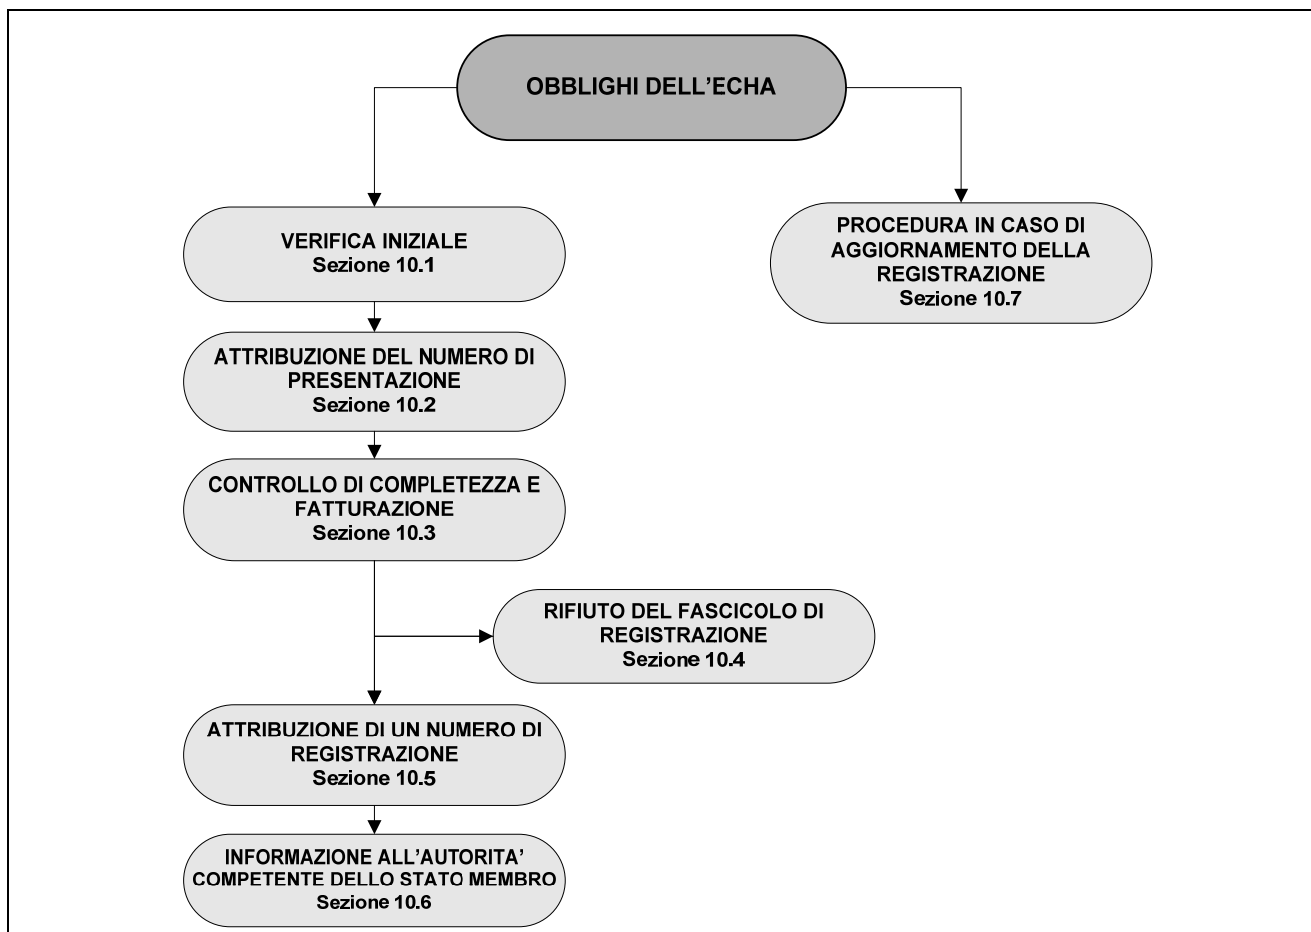 OBBLIGHI DELL'ECHA
VERIFICA INIZIALE
Sezione 10.1
PROCEDURA IN CASO DI
AGGIORNAMENTO DELLA
REGISTRAZIONE
Sezione 10.7
ATTRIBUZIONE DEL NUMERO DI
PRESENTAZIONE
Sezione 10.2
CONTROLLO DI COMPLETEZZA E
FATTURAZIONE
Sezione 10.3
RIFIUTO DEL FASCICOLO DI
REGISTRAZIONE
Sezione 10.4
ATTRIBUZIONE DI UN NUMERO DI
REGISTRAZIONE
Sezione 10.5
INFORMAZIONE ALL'AUTORITA'
COMPETENTE DELLO STATO MEMBRO
Sezione 10.6